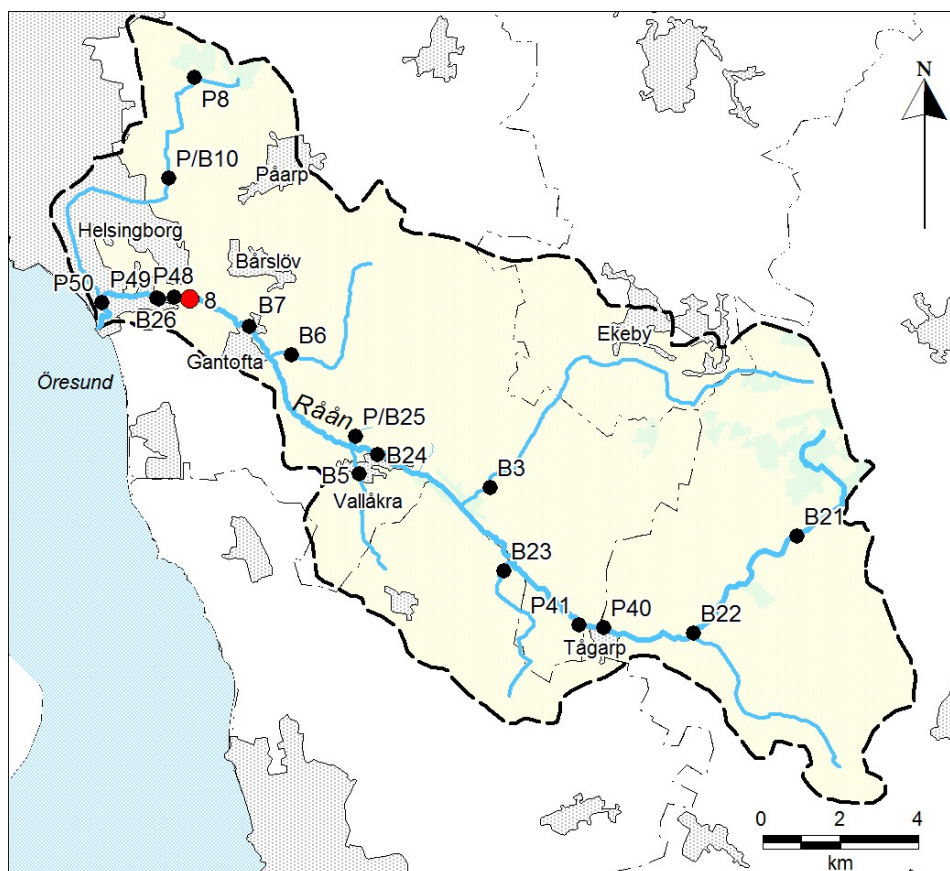 N
P8
P/B10
Påarp
Helsingborg
Bårslöv
P50
P49
P48
8
B26
B7
B6
Gantofta
Ekeby
Öresund
Råån
P/B25
B24
B5
Vallåkra
B3
B21
B23
P41
P40
B22
Tågarp
0 2 4
km